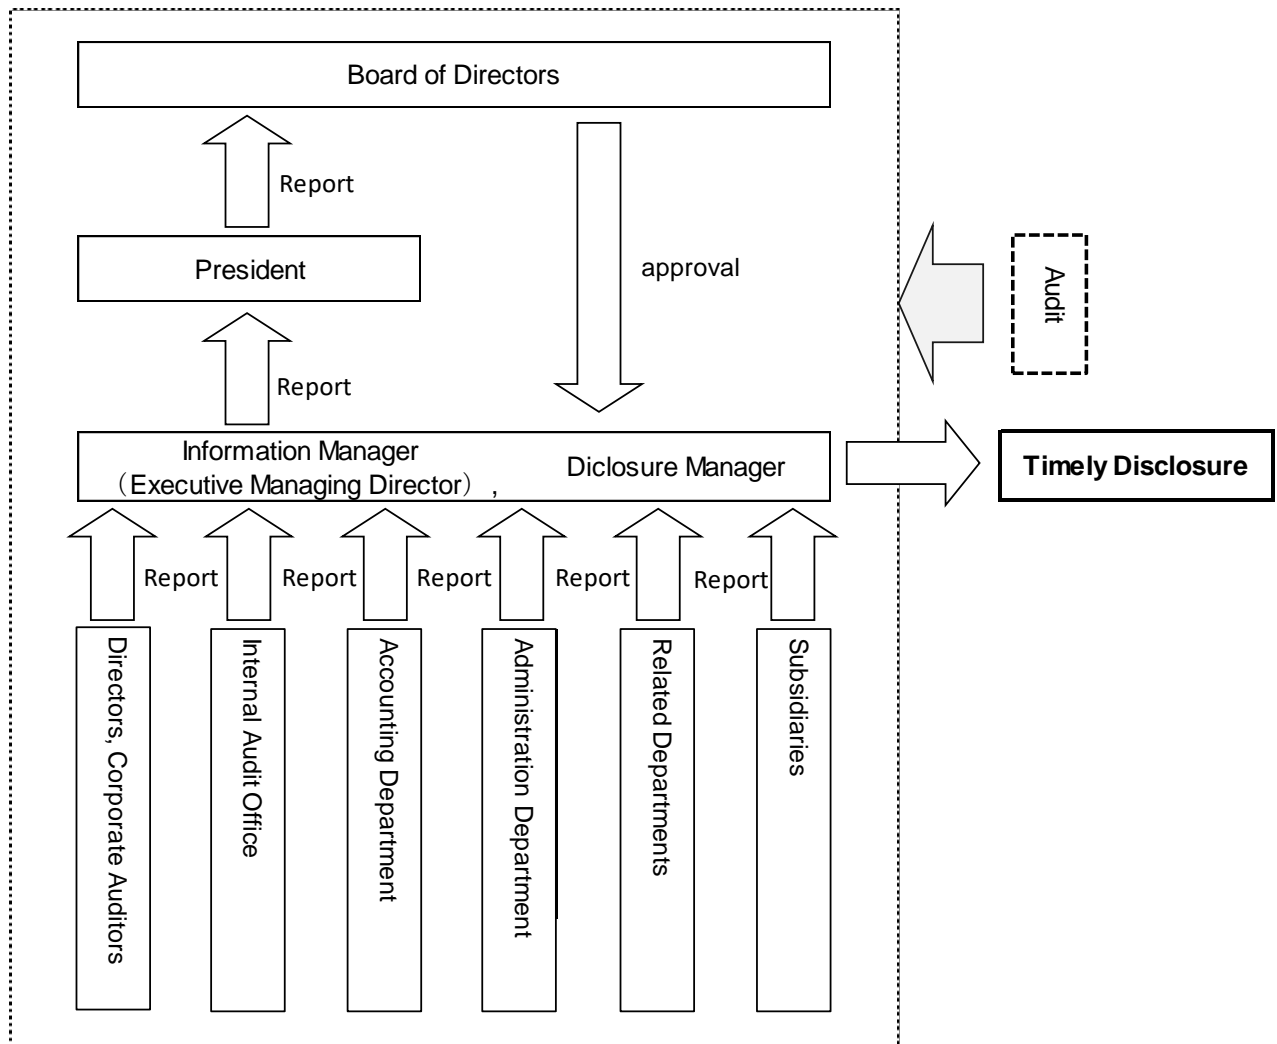 Board of Directors
Report
President
approval
Audit
Report
Information Manager
（Executive Managing Director）,
Diclosure Manager
Timely Disclosure
Report
Report
Report
Report
Report
Directors, Corporate Auditors
Internal Audit Office
Accounting Department
Administration Department
Related Departments
Subsidiaries